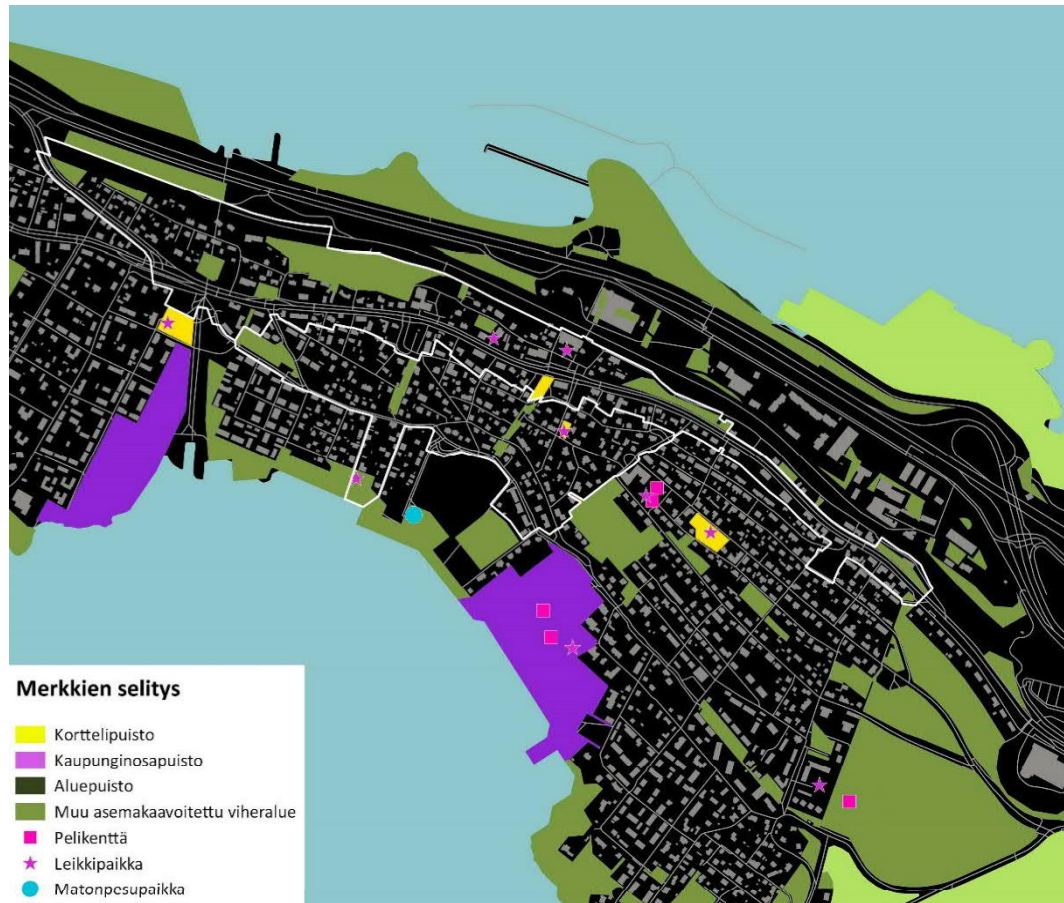 Merkkien selitys
Korttelipuisto
Kaupunginosapuisto
Aluepuisto
Muu asemakaavoitettu viheralue
Pelikenttä
Leikkipaikka
Matonpesupaikka